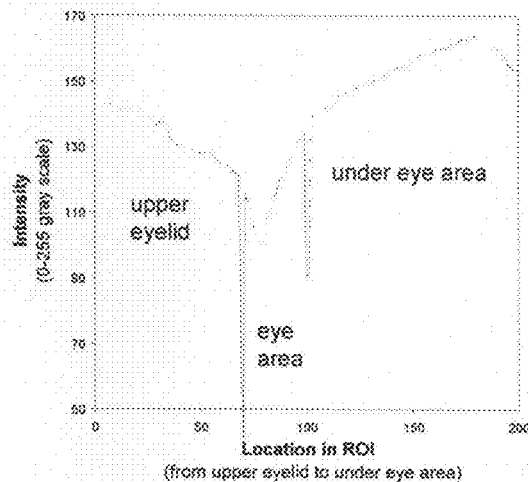 170
150
130
110
90
70
50
Intensity
(0-255 gray scale)
upper
eyelid
eye
area
under eye area
0
50
100
150
200
Location in ROI
(from upper eyelid to under eye area)